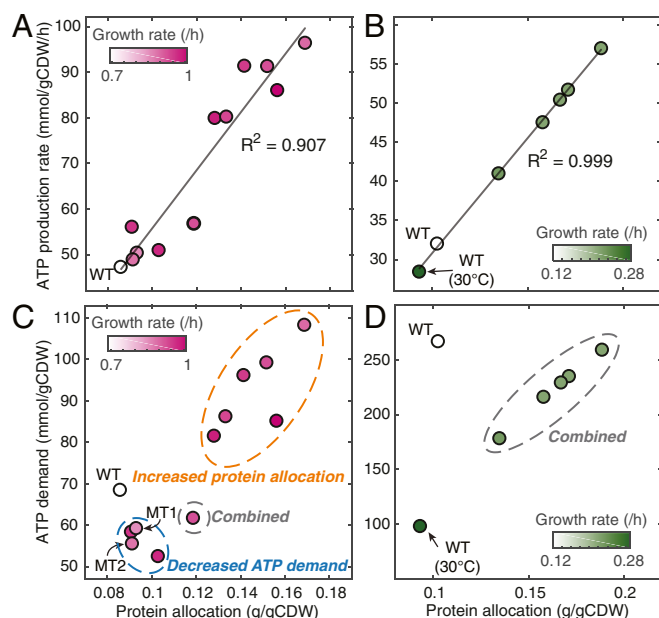 A
Growth rate (/h)
0.7 1
ATP production rate (mmol/gCDW/h)
100
90
80
70
60
50
R² = 0.907
WT
B
55
50
45
40
35
30
R² = 0.999
WT
WT
(30°C)
Growth rate (/h)
0.12 0.28
C
Growth rate (/h)
0.7 1
ATP demand (mmol/gCDW)
110
100
90
80
70
60
50
Increased protein allocation
WT
MT1
Combined
MT2
Decreased ATP demand
0.08 0.1 0.12 0.14 0.16 0.18
Protein allocation (g/gCDW)
D
250
200
150
100
WT
Combined
WT
(30°C)
Growth rate (/h)
0.12 0.28
0.1 0.15 0.2
Protein allocation (g/gCDW)